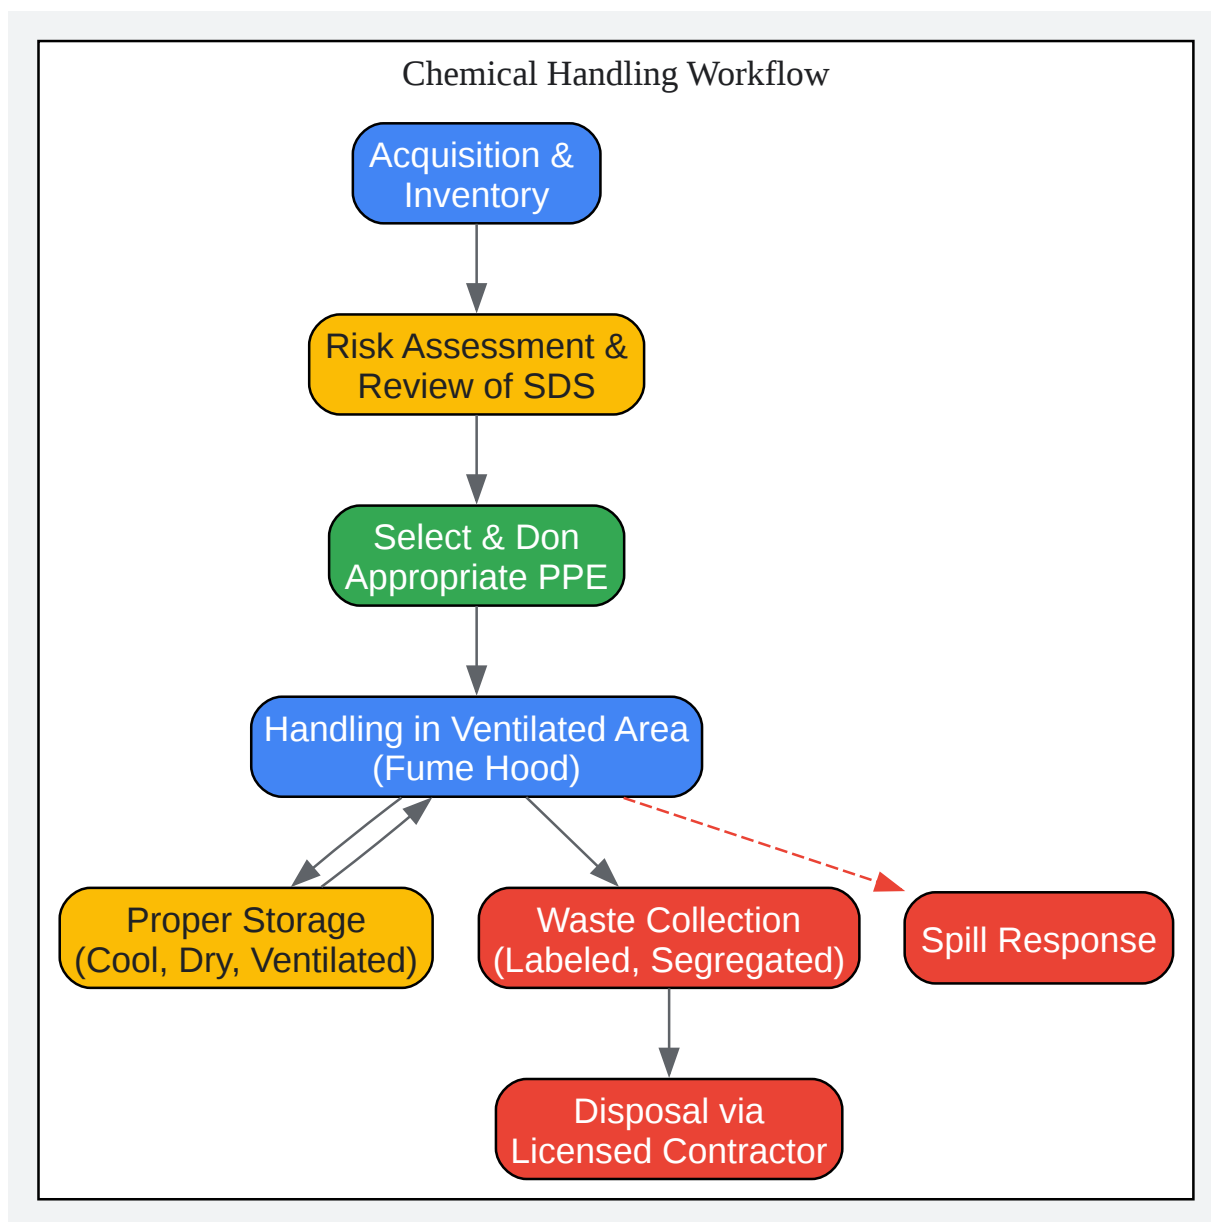 Chemical Handling Workflow
Acquisition &
Inventory
Risk Assessment &
Review of SDS
Select & Don
Appropriate PPE
Handling in Ventilated Area
(Fume Hood)
Proper Storage
(Cool, Dry, Ventilated)
Waste Collection
(Labeled, Segregated)
Spill Response
Disposal via
Licensed Contractor